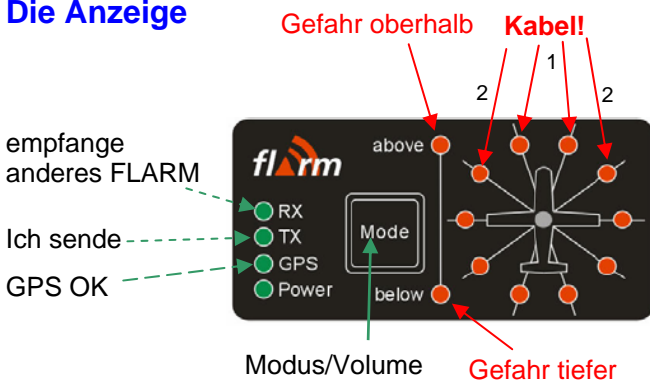 Die Anzeige
Gefahr oberhalb
Kabel!
1
2
2
empfange
anderes FLARM
Ich sende
GPS OK
flarm
above
RX
TX
GPS
Power
Mode
below
Modus/Volume
Gefahr tiefer